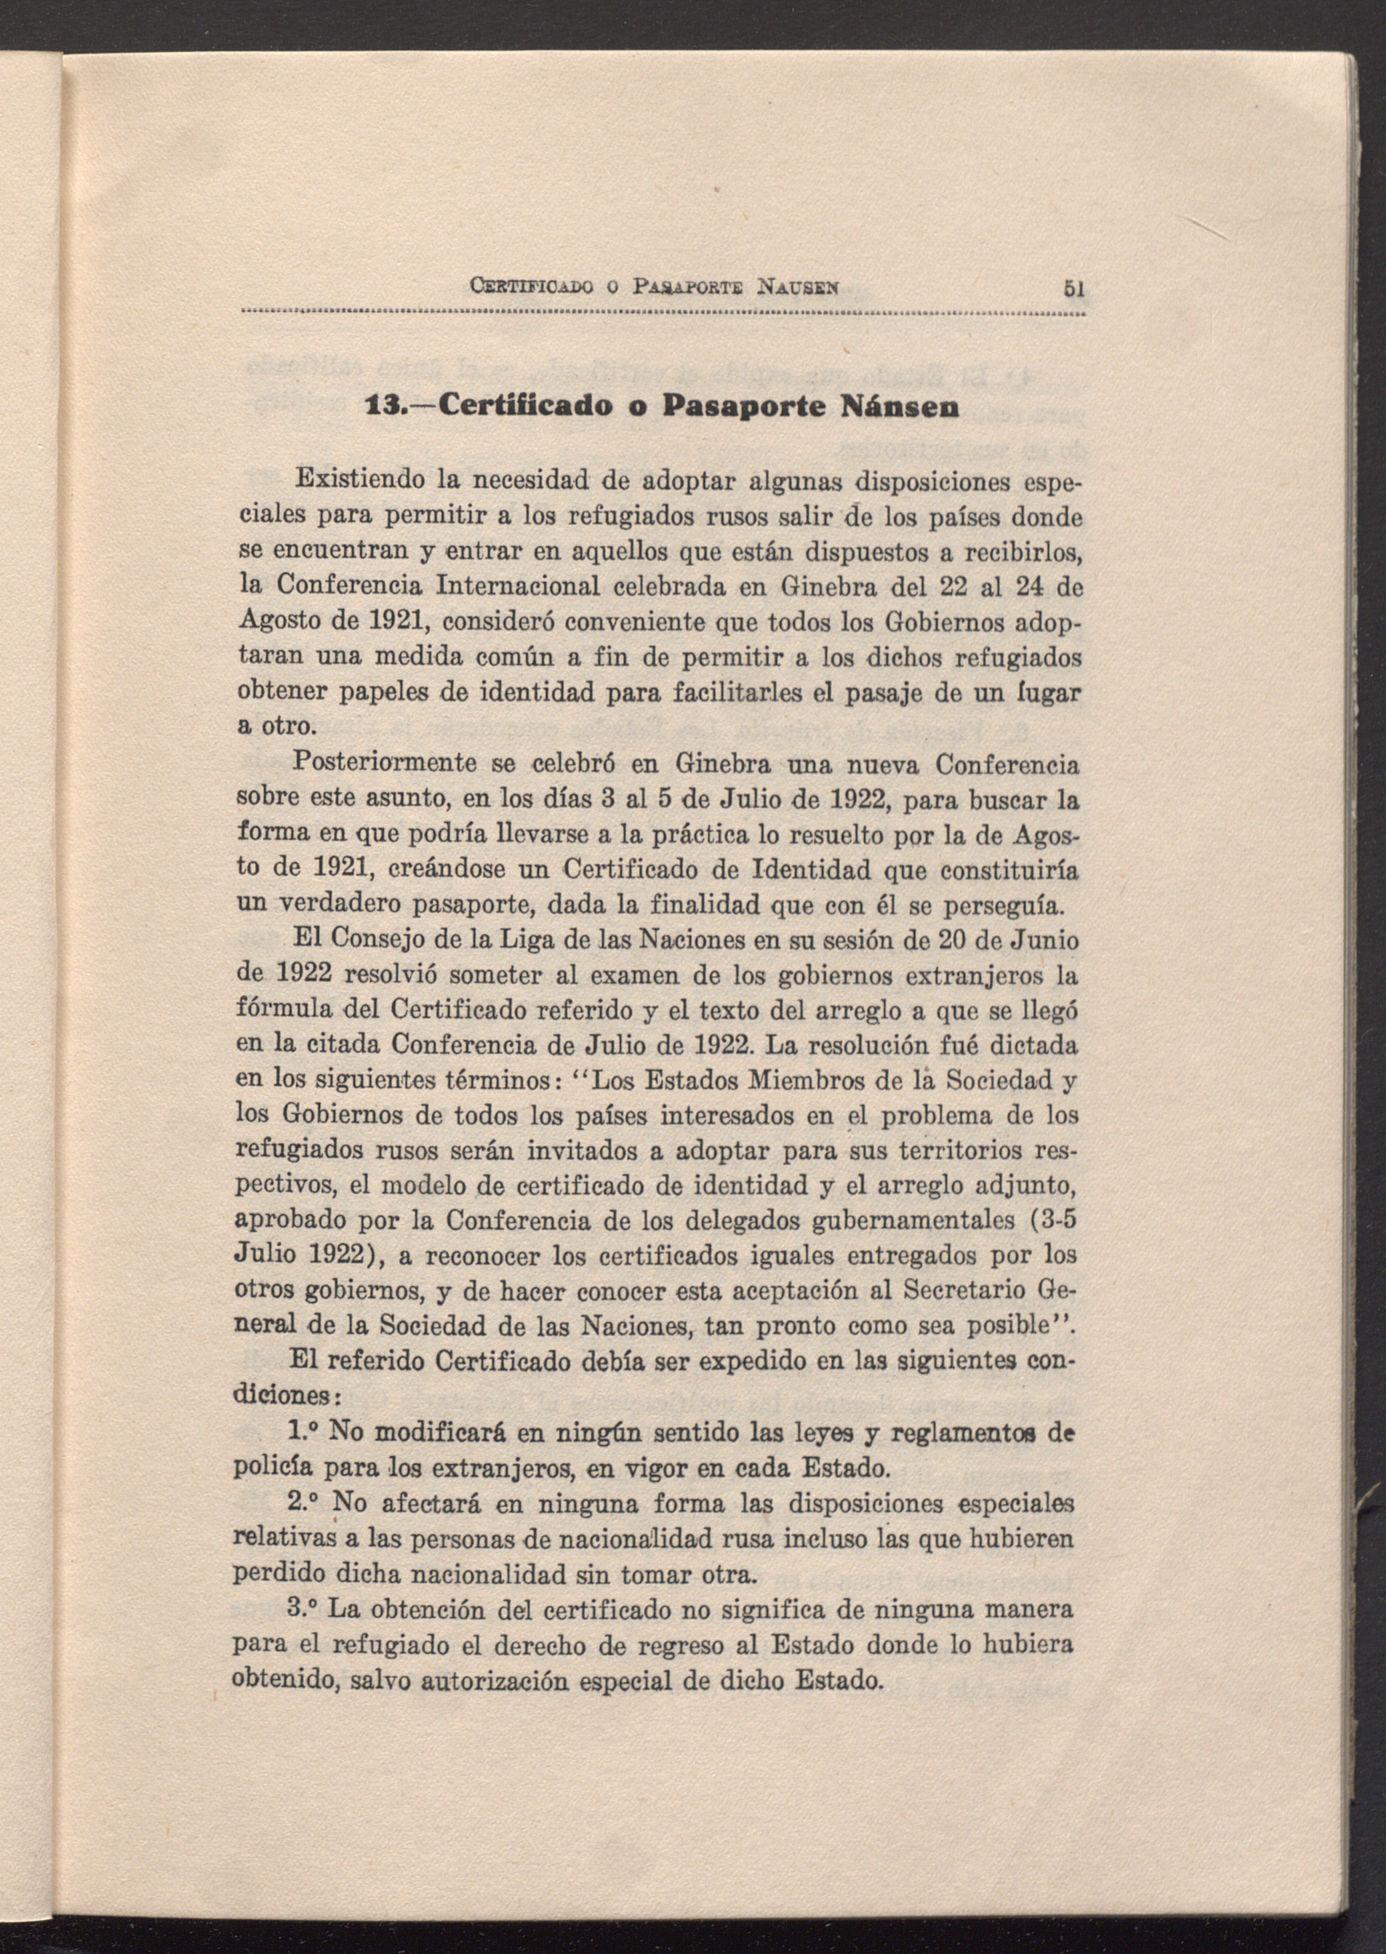 CERTIFICADO O PASAPORTE NAUSEN 51
13.—Certificado o Pasaporte Nánsen
Existiendo la necesidad de adoptar algunas disposiciones espe-
ciales para permitir a los refugiados rusos salir de los países donde
se encuentran y entrar en aquellos que están dispuestos a recibirlos,
la Conferencia Internacional celebrada en Ginebra del 22 al 24 de
Agosto de 1921, consideró conveniente que todos los Gobiernos adop-
taran una medida común a fin de permitir a los dichos refugiados
obtener papeles de identidad para facilitarles el pasaje de un lugar
a otro.
Posteriormente se celebró en Ginebra una nueva Conferencia
sobre este asunto, en los días 3 al 5 de Julio de 1922, para buscar la
forma en que podría llevarse a la práctica lo resuelto por la de Agos-
to de 1921, creándose un Certificado de Identidad que constituiría
un verdadero pasaporte, dada la finalidad que con él se perseguía.
El Consejo de la Liga de las Naciones en su sesión de 20 de Junio
de 1922 resolvió someter al examen de los gobiernos extranjeros la
fórmula del Certificado referido y el texto del arreglo a que se llegó
en la citada Conferencia de Julio de 1922. La resolución fué dictada
en los siguientes términos: "Los Estados Miembros de la Sociedad y
los Gobiernos de todos los países interesados en el problema de los
refugiados rusos serán invitados a adoptar para sus territorios res-
pectivos, el modelo de certificado de identidad y el arreglo adjunto,
aprobado por la Conferencia de los delegados gubernamentales (3-5
Julio 1922), a reconocer los certificados iguales entregados por los
otros gobiernos, y de hacer conocer esta aceptación al Secretario Ge-
neral de la Sociedad de las Naciones, tan pronto como sea posible".
El referido Certificado debía ser expedido en las siguientes con-
diciones:
1.º No modificará en ningún sentido las leyes y reglamentos de
policía para los extranjeros, en vigor en cada Estado.
2.º No afectará en ninguna forma las disposiciones especiales
relativas a las personas de nacionalidad rusa incluso las que hubieren
perdido dicha nacionalidad sin tomar otra.
3.º La obtención del certificado no significa de ninguna manera
para el refugiado el derecho de regreso al Estado donde lo hubiera
obtenido, salvo autorización especial de dicho Estado.